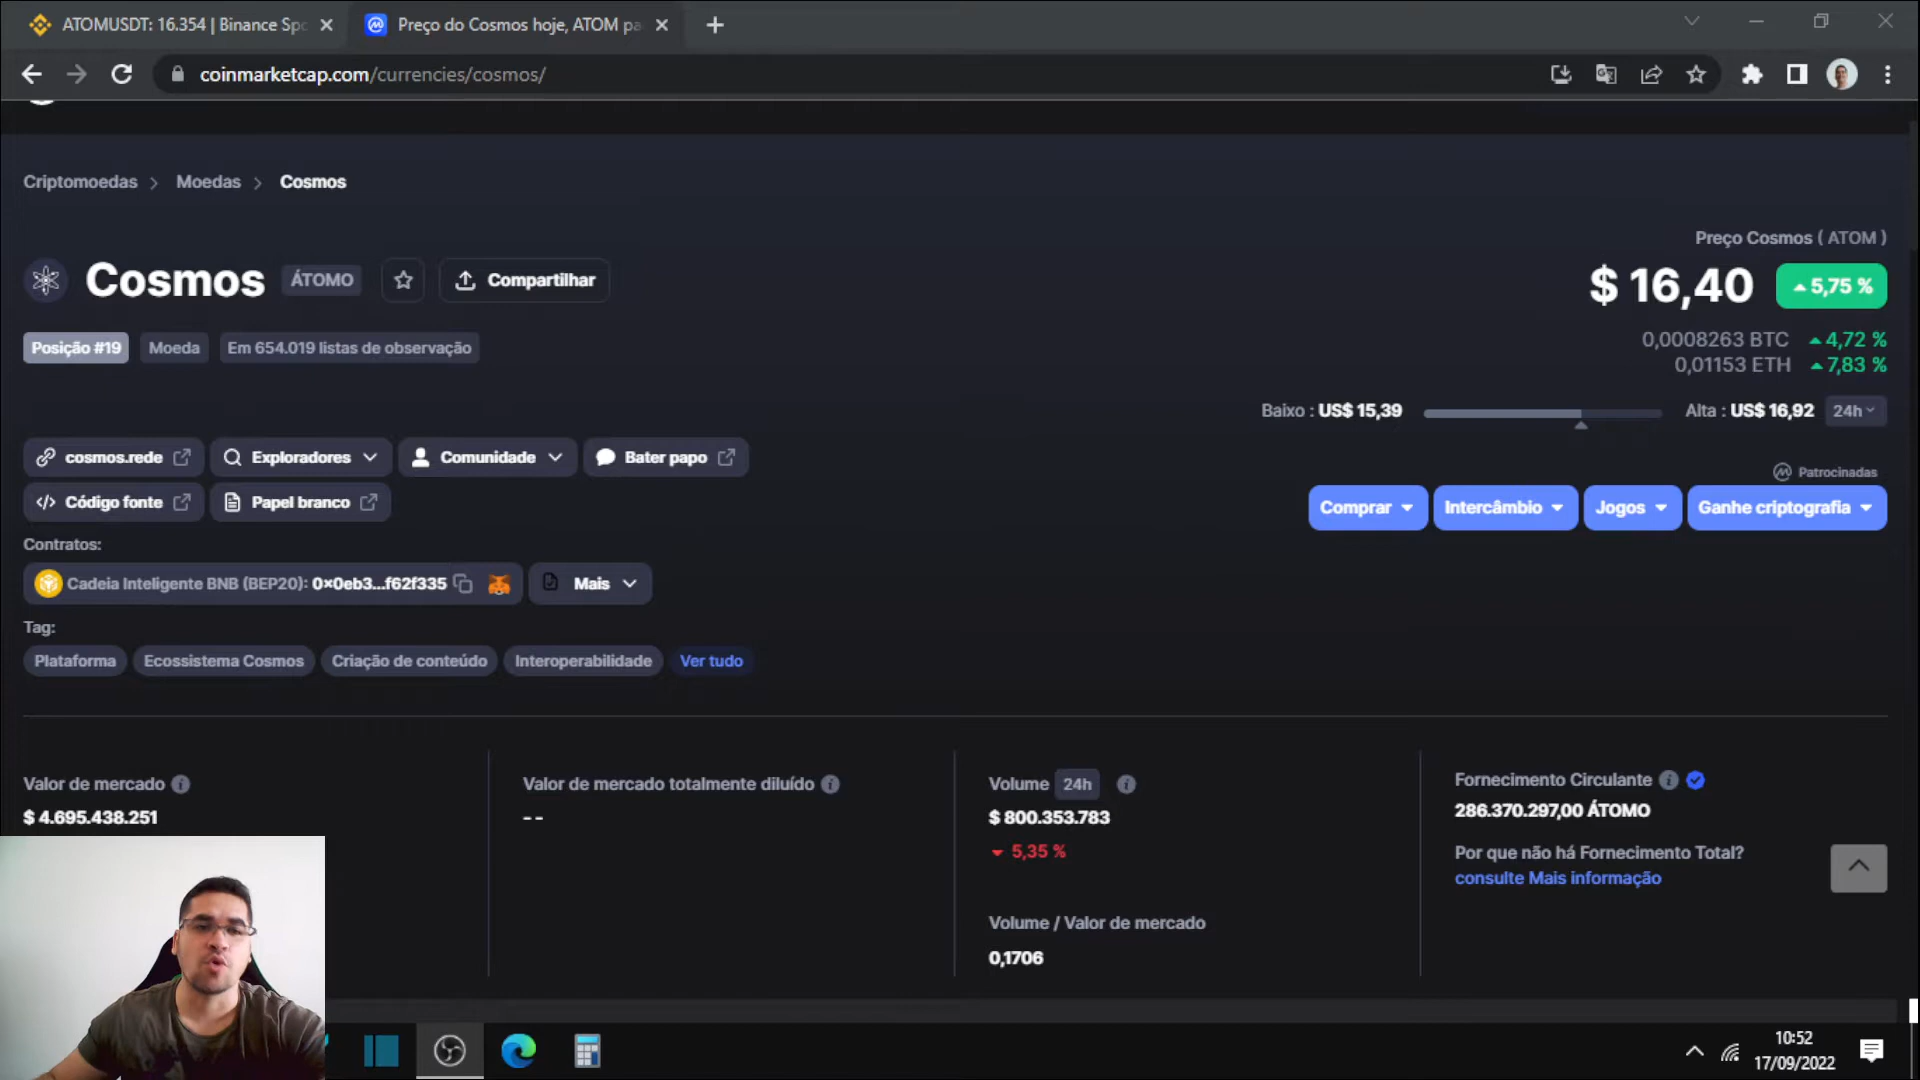 ATOMUSDT: 16.354 | Binance Spo
Preço do Cosmos hoje, ATOM pa
coinmarketcap.com/currencies/cosmos/
Criptomoedas > Moedas > Cosmos
Preço Cosmos ( ATOM )
Cosmos ÁTOMO Compartilhar
$ 16,40 5,75 %
Posição #19 Moeda Em 654.019 listas de observação
0,0008263 BTC 4,72 %
0,01153 ETH 7,83 %
Baixo : US$ 15,39 Alta : US$ 16,92 24h
cosmos.rede Exploradores Comunidade Bater papo
Patrocinadas
Código fonte Papel branco
Comprar Intercâmbio Jogos Ganhe criptografia
Contratos:
Cadeia Inteligente BNB (BEP20): 0x0eb3...f62f335 Mais
Tag:
Plataforma Ecossistema Cosmos Criação de conteúdo Interoperabilidade Ver tudo
Valor de mercado
$ 4.695.438.251
Valor de mercado totalmente diluído
- -
Volume 24h
$ 800.353.783
5,35 %
Volume / Valor de mercado
0,1706
Fornecimento Circulante
286.370.297,00 ÁTOMO
Por que não há Fornecimento Total?
consulte Mais informação
10:52
17/09/2022